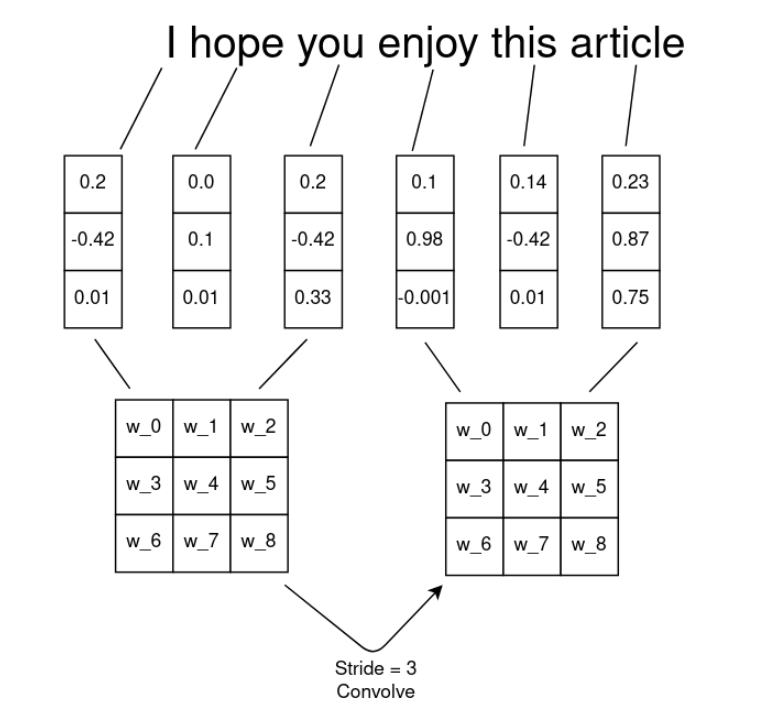 I hope you enjoy this article
0.2 0.0 0.2 0.1 0.14 0.23
-0.42 0.1 -0.42 0.98 -0.42 0.87
0.01 0.01 0.33 -0.001 0.01 0.75
w_0 w_1 w_2 w_0 w_1 w_2
w_3 w_4 w_5 w_3 w_4 w_5
w_6 w_7 w_8 w_6 w_7 w_8
Stride = 3
Convolve